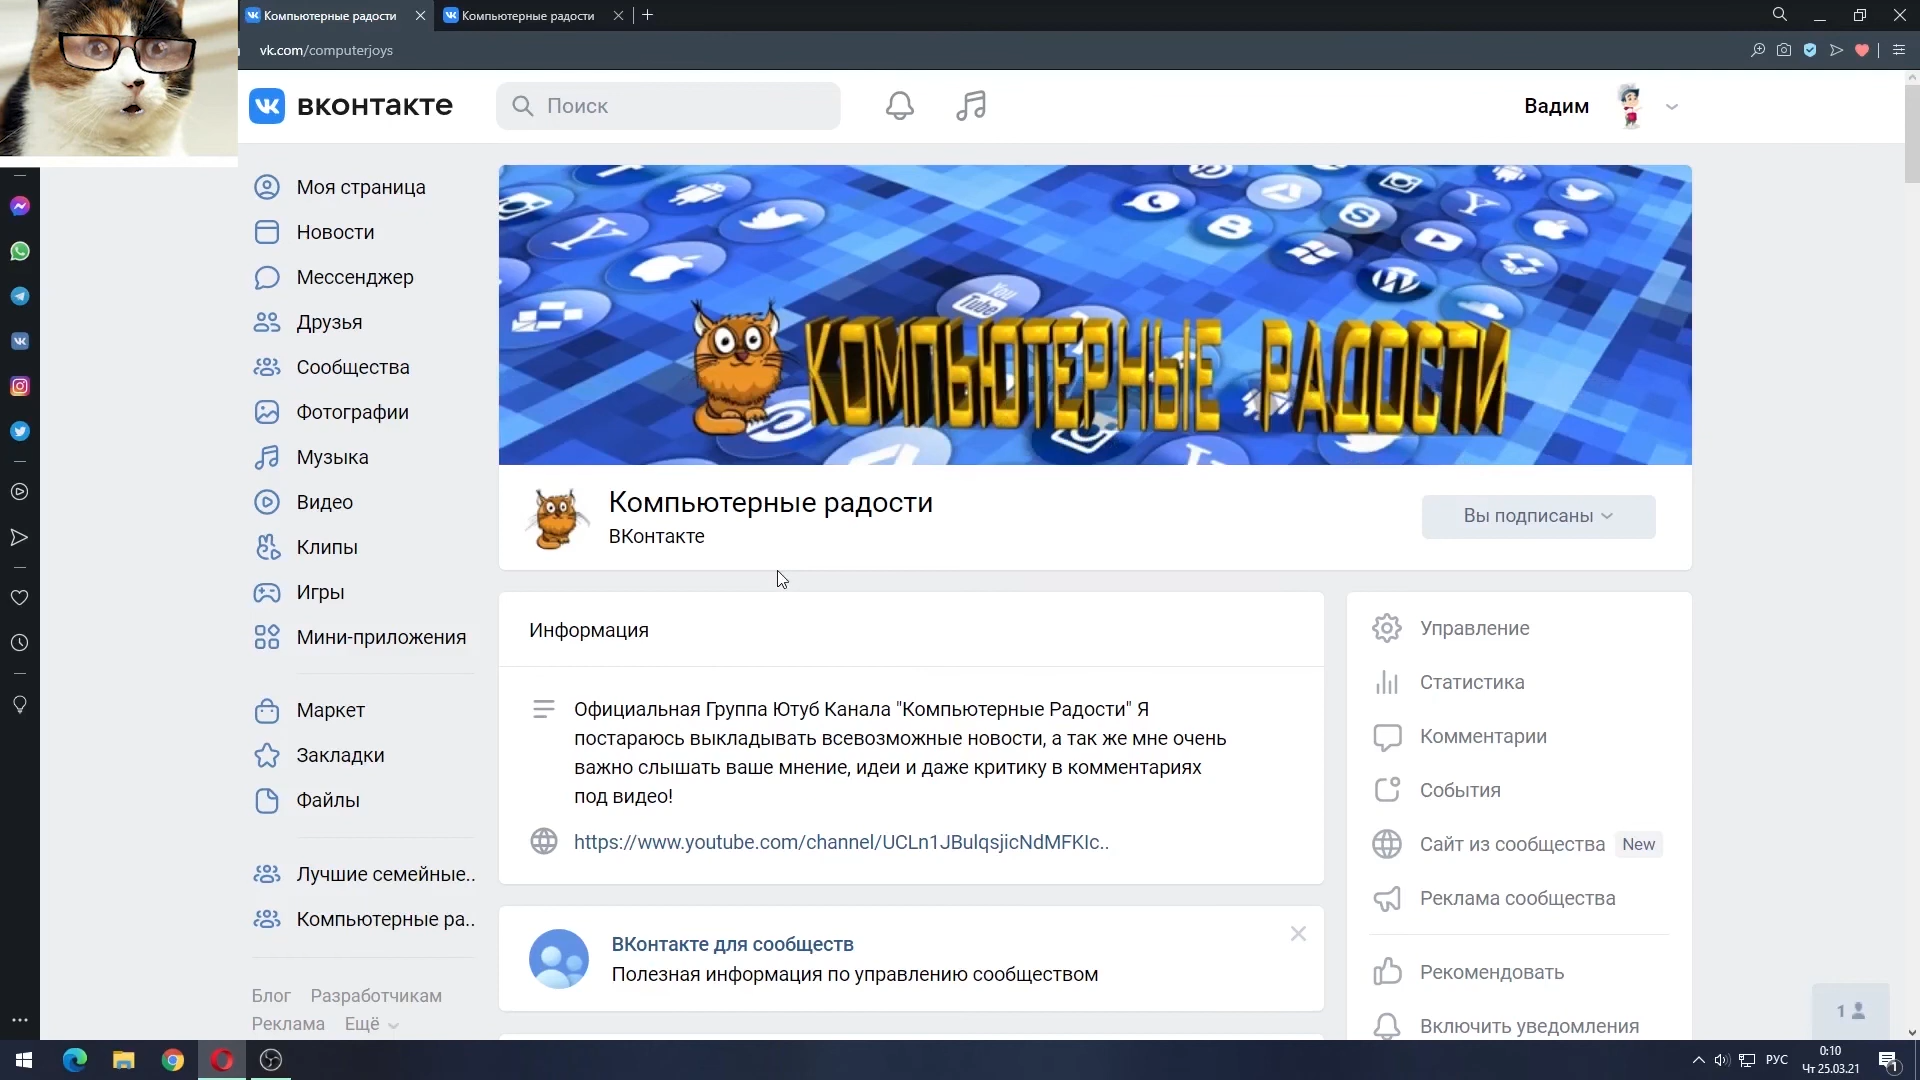 Компьютерные радости
Компьютерные радости
vk.com/computerjoys
вконтакте
Поиск
Вадим
Моя страница
Новости
Мессенджер
Друзья
Сообщества
Фотографии
Музыка
Видео
Клипы
Игры
Мини-приложения
Маркет
Закладки
Файлы
Лучшие семейные..
Компьютерные ра..
Блог Разработчикам
Реклама Ещё
You
Tube
КОМПЬЮТЕРНЫЕ РАДОСТИ
Компьютерные радости
ВКонтакте
Вы подписаны
Информация
Официальная Группа Ютуб Канала "Компьютерные Радости" Я
постараюсь выкладывать всевозможные новости, а так же мне очень
важно слышать ваше мнение, идеи и даже критику в комментариях
под видео!
https://www.youtube.com/channel/UCLn1JBulqsjicNdMFKIc..
ВКонтакте для сообществ
Полезная информация по управлению сообществом
Управление
Статистика
Комментарии
События
Сайт из сообщества New
Реклама сообщества
Рекомендовать
Включить уведомления
1
РУС
0:10
Чт 25.03.21
1